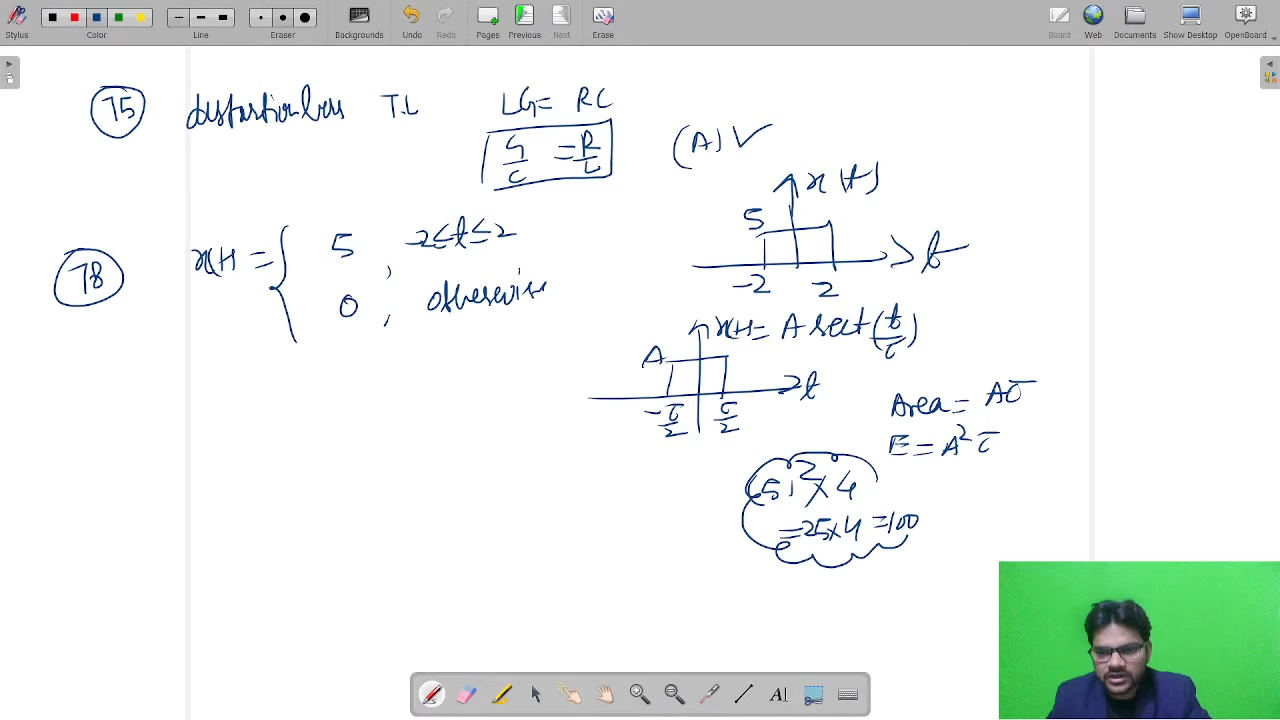 Stylus Color Line Eraser Backgrounds Undo Redo Pages Previous Next Erase Board Web Documents Show Desktop OpenBoard
75 distortionless T.L LG = RC
G/C = R/L (A) ✓
x(t)
5
-2 2 t
78 x(t) = { 5 , -2 ≤ t ≤ 2
0 , otherwise
x(t) = A rect(t/τ)
A
-τ/2 τ/2 t
Area = Aτ
E = A² τ
(5)² × 4
= 25 × 4 = 100